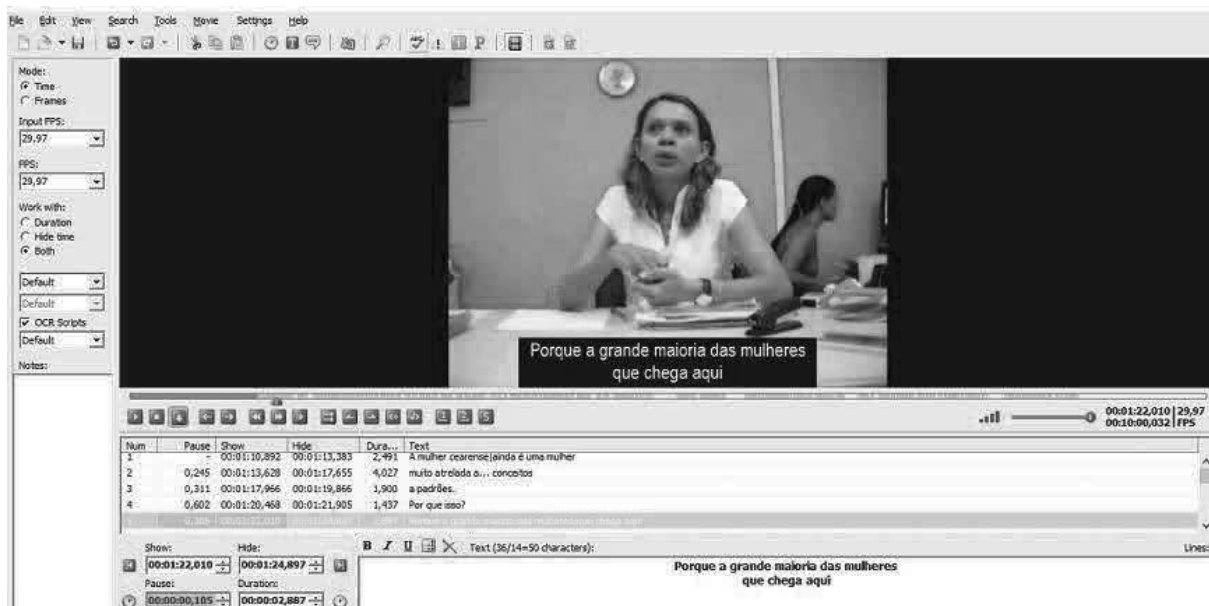 File Edit View Search Tools Movie Settings Help
Mode:
Time
Frames
Input FPS:
29,97
FPS:
29,97
Work with:
Duration
Hide time
Both
Default
Default
OCR Scripts
Default
Notes:
Porque a grande maioria das mulheres
que chega aqui
00:01:22,010 29,97
00:10:00,032 FPS
Num Pause Show Hide Dura... Text
1 - 00:01:10,892 00:01:13,383 2,491 A mulher cearense|ainda é uma mulher
2 0,245 00:01:13,628 00:01:17,655 4,027 muito atrelada a... conceitos
3 0,311 00:01:17,966 00:01:19,866 1,900 a padrões.
4 0,602 00:01:20,468 00:01:21,905 1,437 Por que isso?
B I U Text (36/14=50 characters): Lines:
Show: Hide:
00:01:22,010 00:01:24,897
Pause: Duration:
00:00:00,105 00:00:02,887
Porque a grande maioria das mulheres
que chega aqui